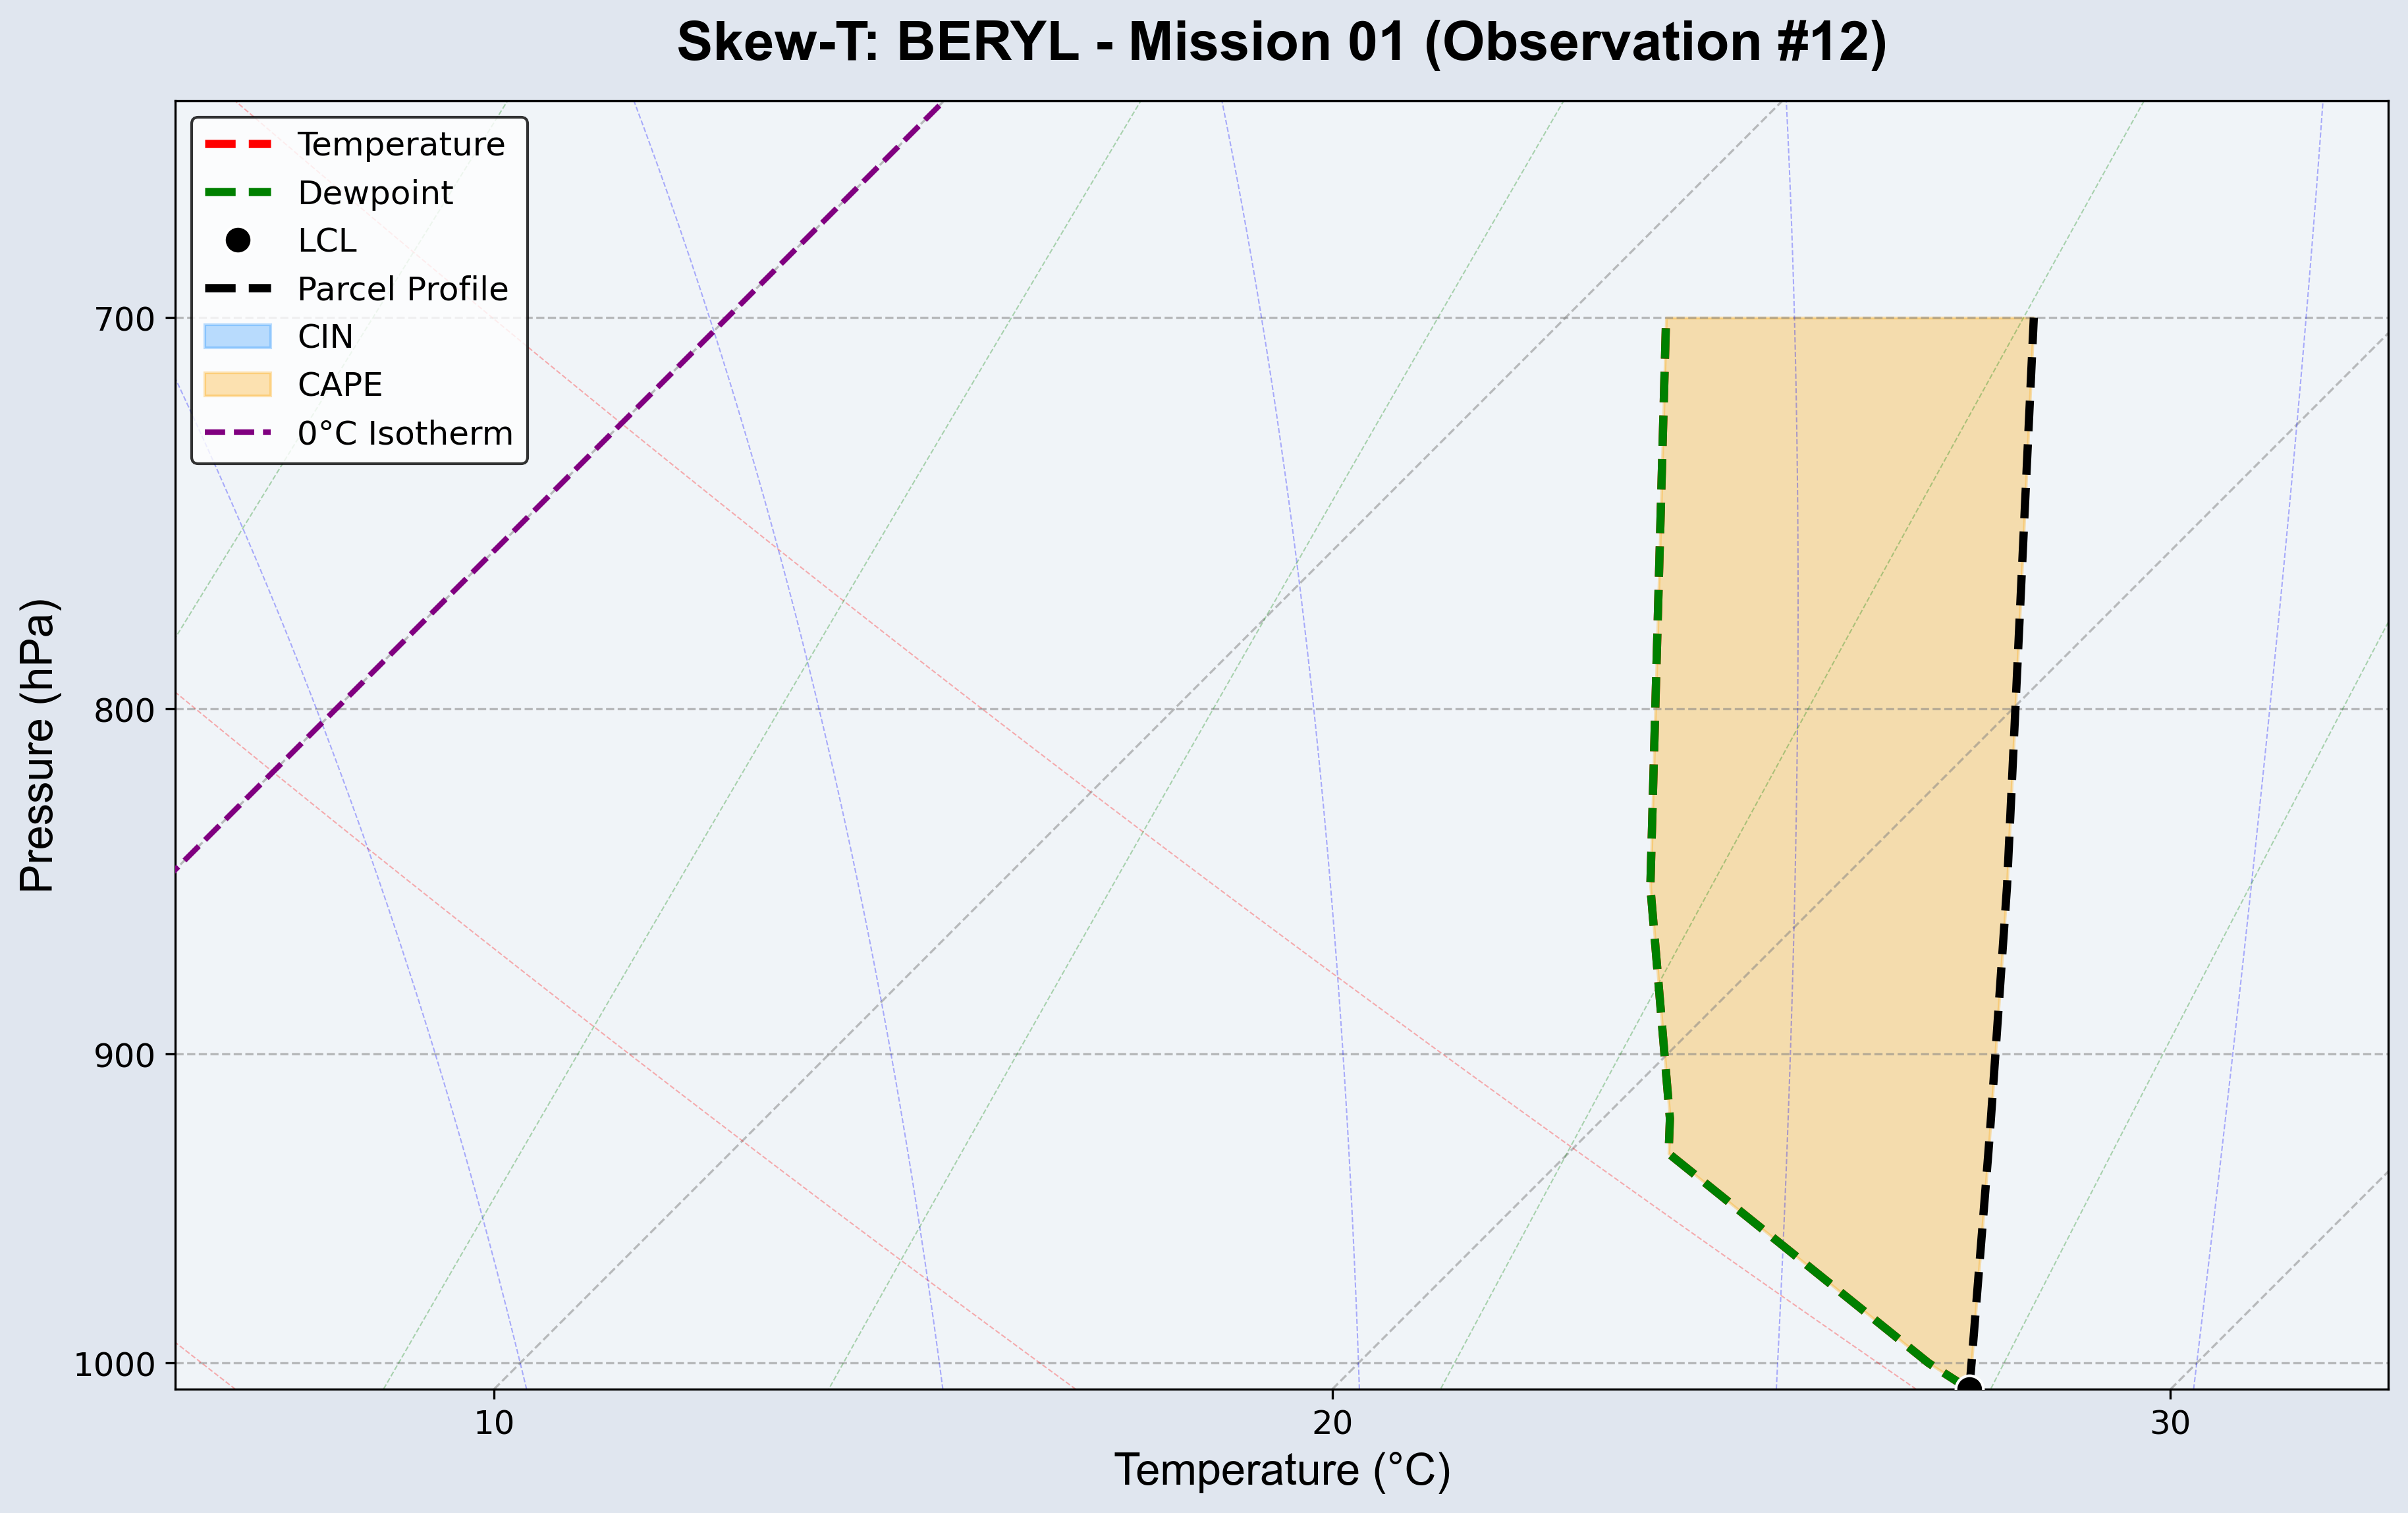 Skew-T: BERYL - Mission 01 (Observation #12)
Temperature
Dewpoint
LCL
Parcel Profile
CIN
CAPE
0°C Isotherm
Pressure (hPa)
700
800
900
1000
10
20
30
Temperature (°C)